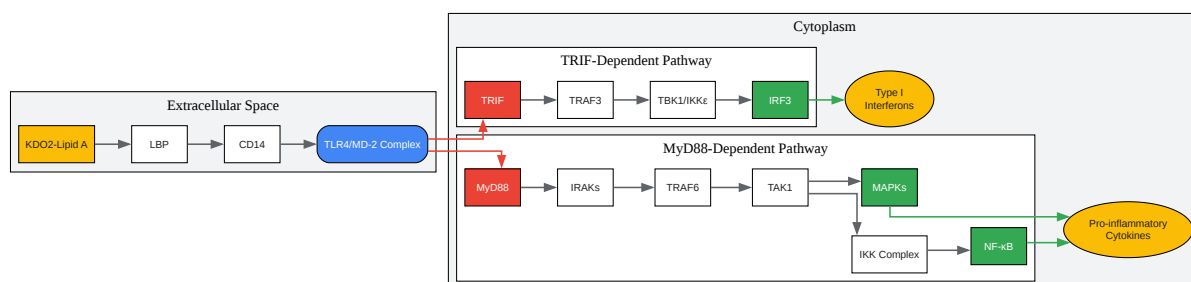 Cytoplasm
TRIF-Dependent Pathway
TRIF
TRAF3
TBK1/IKKε
IRF3
Type I
Interferons
Extracellular Space
KDO2-Lipid A
LBP
CD14
TLR4/MD-2 Complex
MyD88-Dependent Pathway
MyD88
IRAKs
TRAF6
TAK1
MAPKs
IKK Complex
NF-κB
Pro-inflammatory
Cytokines